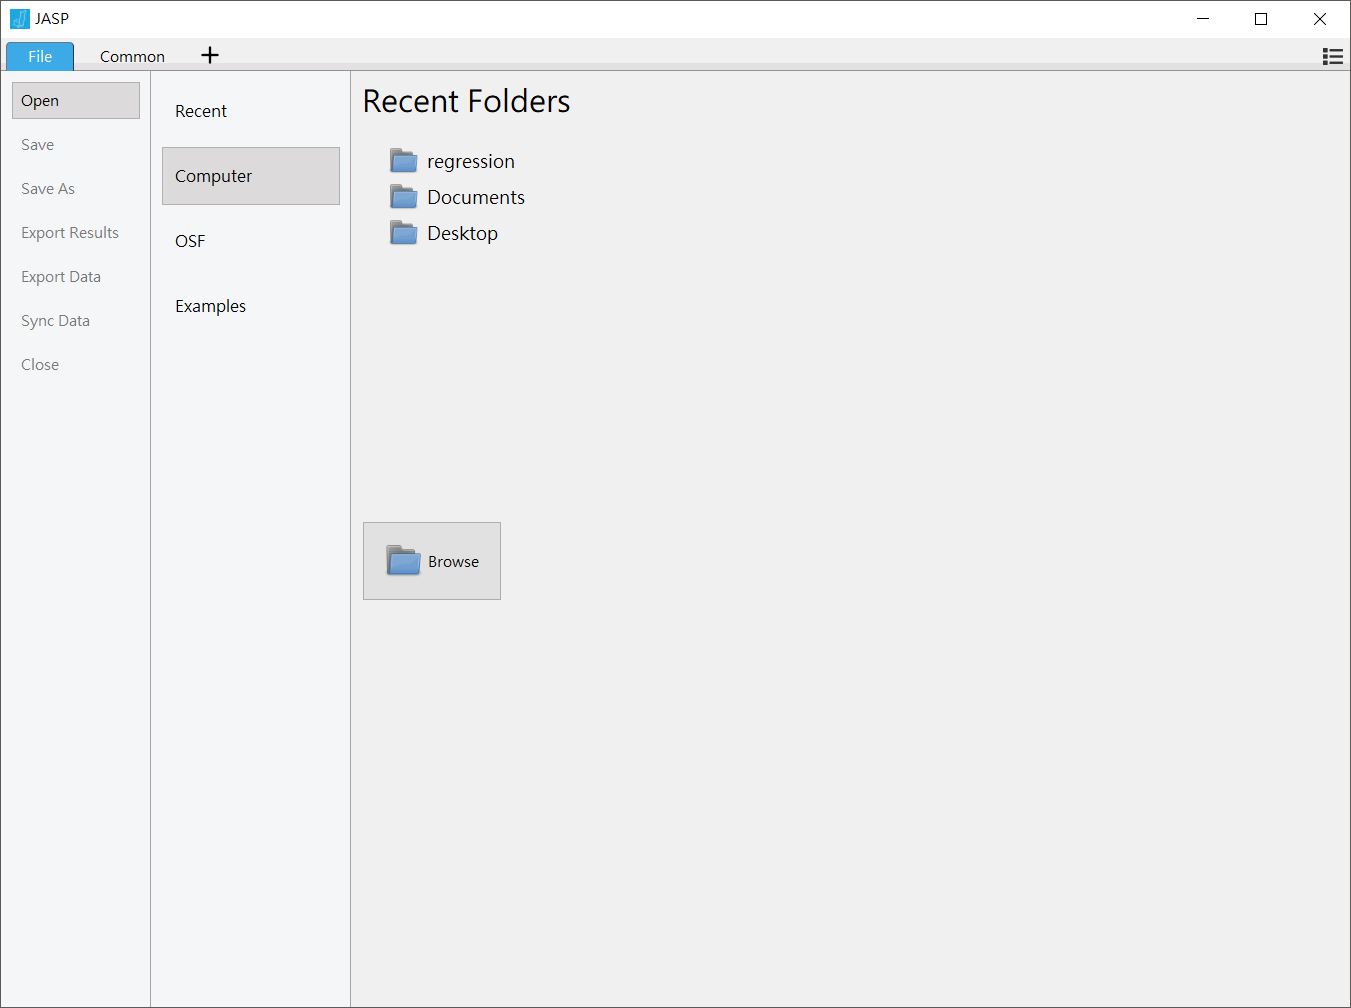 JASP
File
Common
Open
Save
Save As
Export Results
Export Data
Sync Data
Close
Recent
Computer
OSF
Examples
Recent Folders
regression
Documents
Desktop
Browse